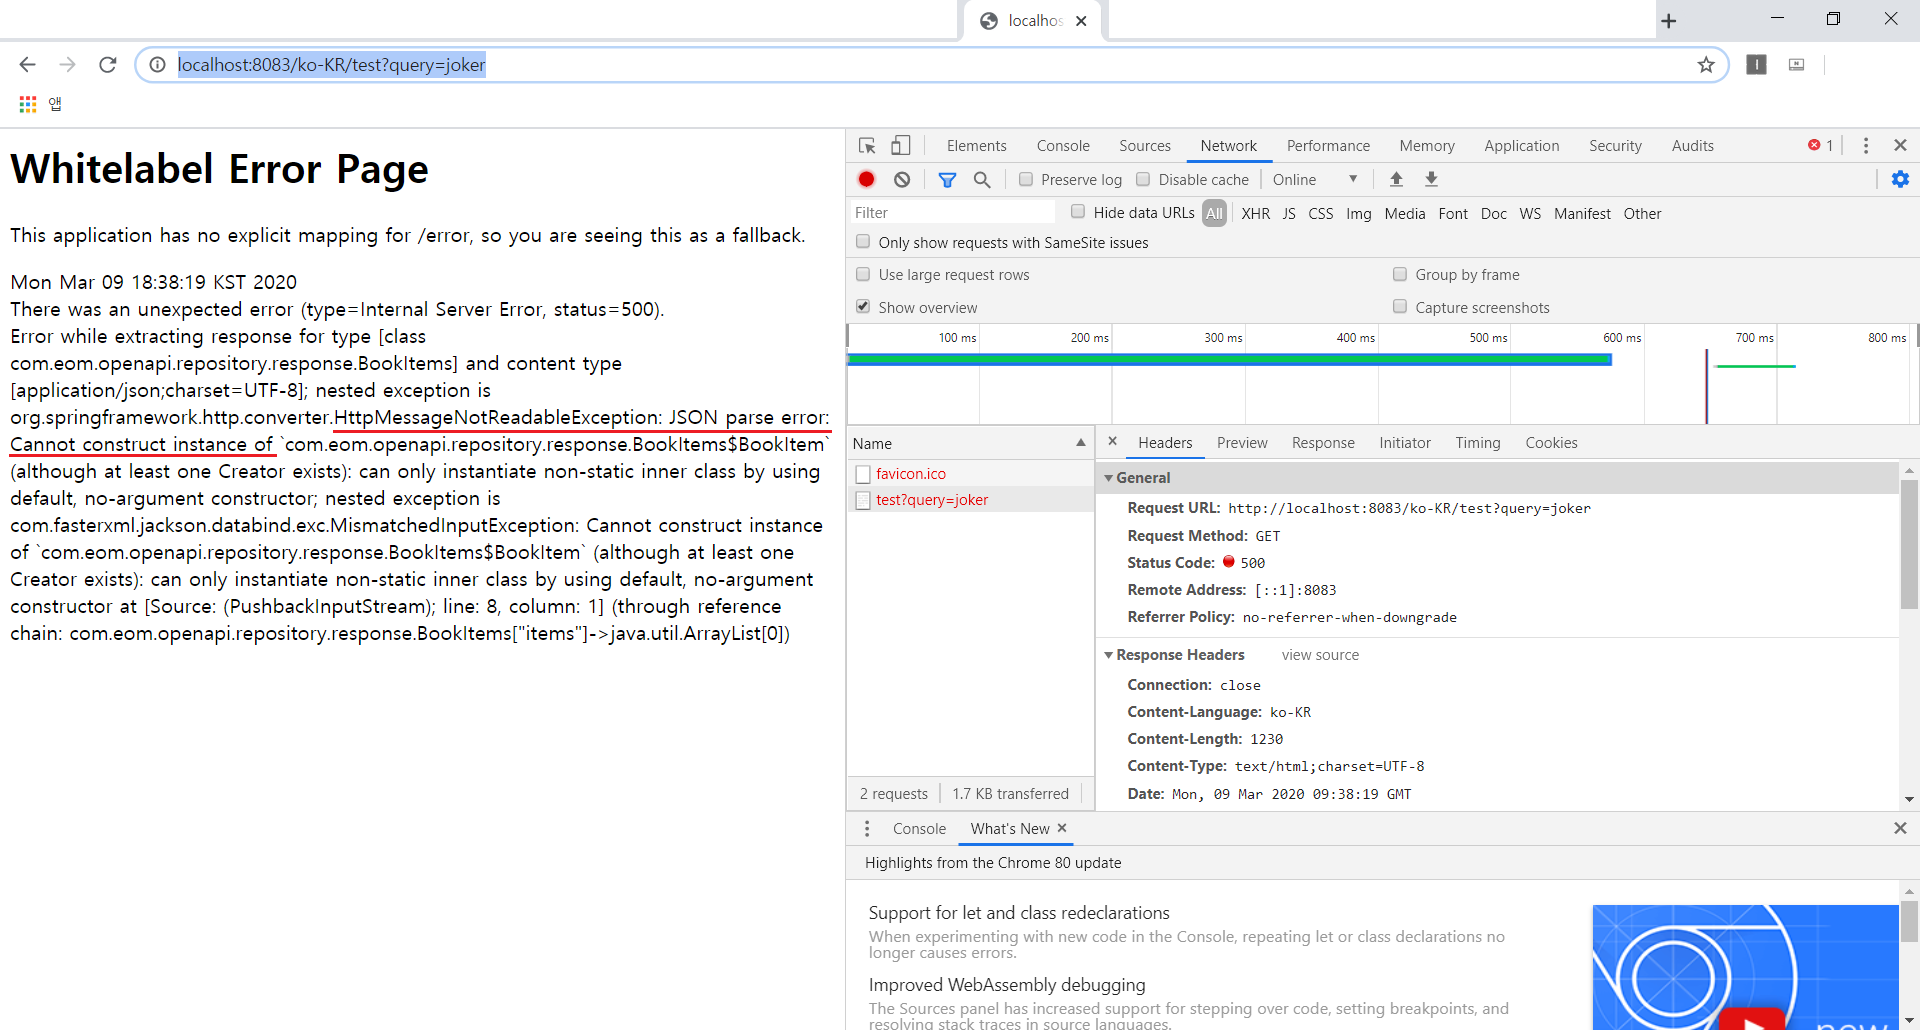 localhos
localhost:8083/ko-KR/test?query=joker
앱
Whitelabel Error Page
This application has no explicit mapping for /error, so you are seeing this as a fallback.
Mon Mar 09 18:38:19 KST 2020
There was an unexpected error (type=Internal Server Error, status=500).
Error while extracting response for type [class
com.eom.openapi.repository.response.BookItems] and content type
[application/json;charset=UTF-8]; nested exception is
org.springframework.http.converter.HttpMessageNotReadableException: JSON parse error:
Cannot construct instance of `com.eom.openapi.repository.response.BookItems$BookItem`
(although at least one Creator exists): can only instantiate non-static inner class by using
default, no-argument constructor; nested exception is
com.fasterxml.jackson.databind.exc.MismatchedInputException: Cannot construct instance
of `com.eom.openapi.repository.response.BookItems$BookItem` (although at least one
Creator exists): can only instantiate non-static inner class by using default, no-argument
constructor at [Source: (PushbackInputStream); line: 8, column: 1] (through reference
chain: com.eom.openapi.repository.response.BookItems["items"]->java.util.ArrayList[0])
Elements Console Sources Network Performance Memory Application Security Audits 1
Preserve log Disable cache Online
Filter Hide data URLs All XHR JS CSS Img Media Font Doc WS Manifest Other
Only show requests with SameSite issues
Use large request rows Group by frame
Show overview Capture screenshots
100 ms 200 ms 300 ms 400 ms 500 ms 600 ms 700 ms 800 ms
Name
favicon.ico
test?query=joker
2 requests 1.7 KB transferred
Headers Preview Response Initiator Timing Cookies
General
Request URL: http://localhost:8083/ko-KR/test?query=joker
Request Method: GET
Status Code: 500
Remote Address: [::1]:8083
Referrer Policy: no-referrer-when-downgrade
Response Headers view source
Connection: close
Content-Language: ko-KR
Content-Length: 1230
Content-Type: text/html;charset=UTF-8
Date: Mon, 09 Mar 2020 09:38:19 GMT
Console What's New
Highlights from the Chrome 80 update
Support for let and class redeclarations
When experimenting with new code in the Console, repeating let or class declarations no
longer causes errors.
Improved WebAssembly debugging
The Sources panel has increased support for stepping over code, setting breakpoints, and
resolving stack traces in source languages.
new